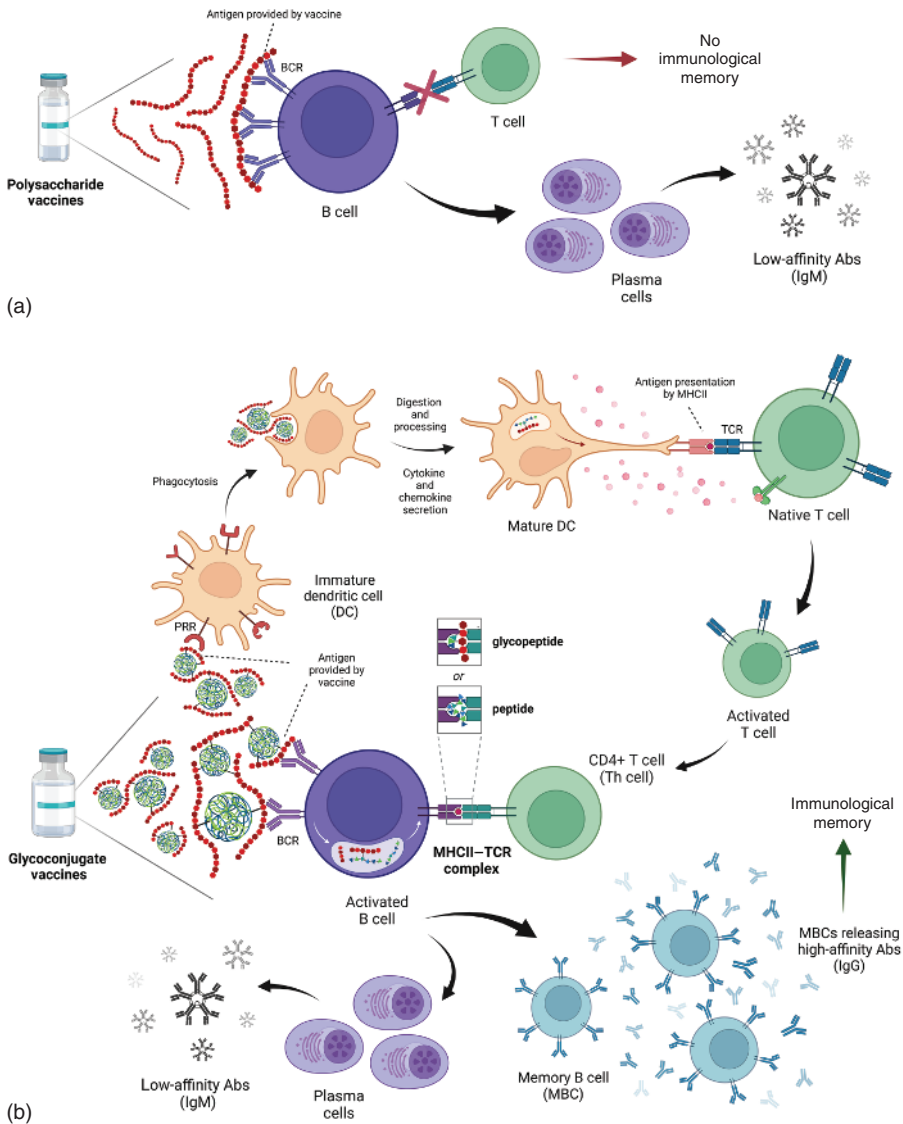 Antigen provided by vaccine
BCR
No
immunological
memory
T cell
Polysaccharide
vaccines
B cell
Plasma
cells
Low-affinity Abs
(IgM)
(a)
Digestion
and
processing
Cytokine
and
chemokine
secretion
Antigen presentation
by MHCII
TCR
Phagocytosis
Mature DC
Native T cell
Immature
dendritic cell
(DC)
PRR
Antigen
provided by
vaccine
glycopeptide
or
peptide
Activated
T cell
CD4+ T cell
(Th cell)
Immunological
memory
BCR
Glycoconjugate
vaccines
MHCII–TCR
complex
Activated
B cell
MBCs releasing
high-affinity Abs
(IgG)
Low-affinity Abs
(IgM)
Plasma
cells
Memory B cell
(MBC)
(b)